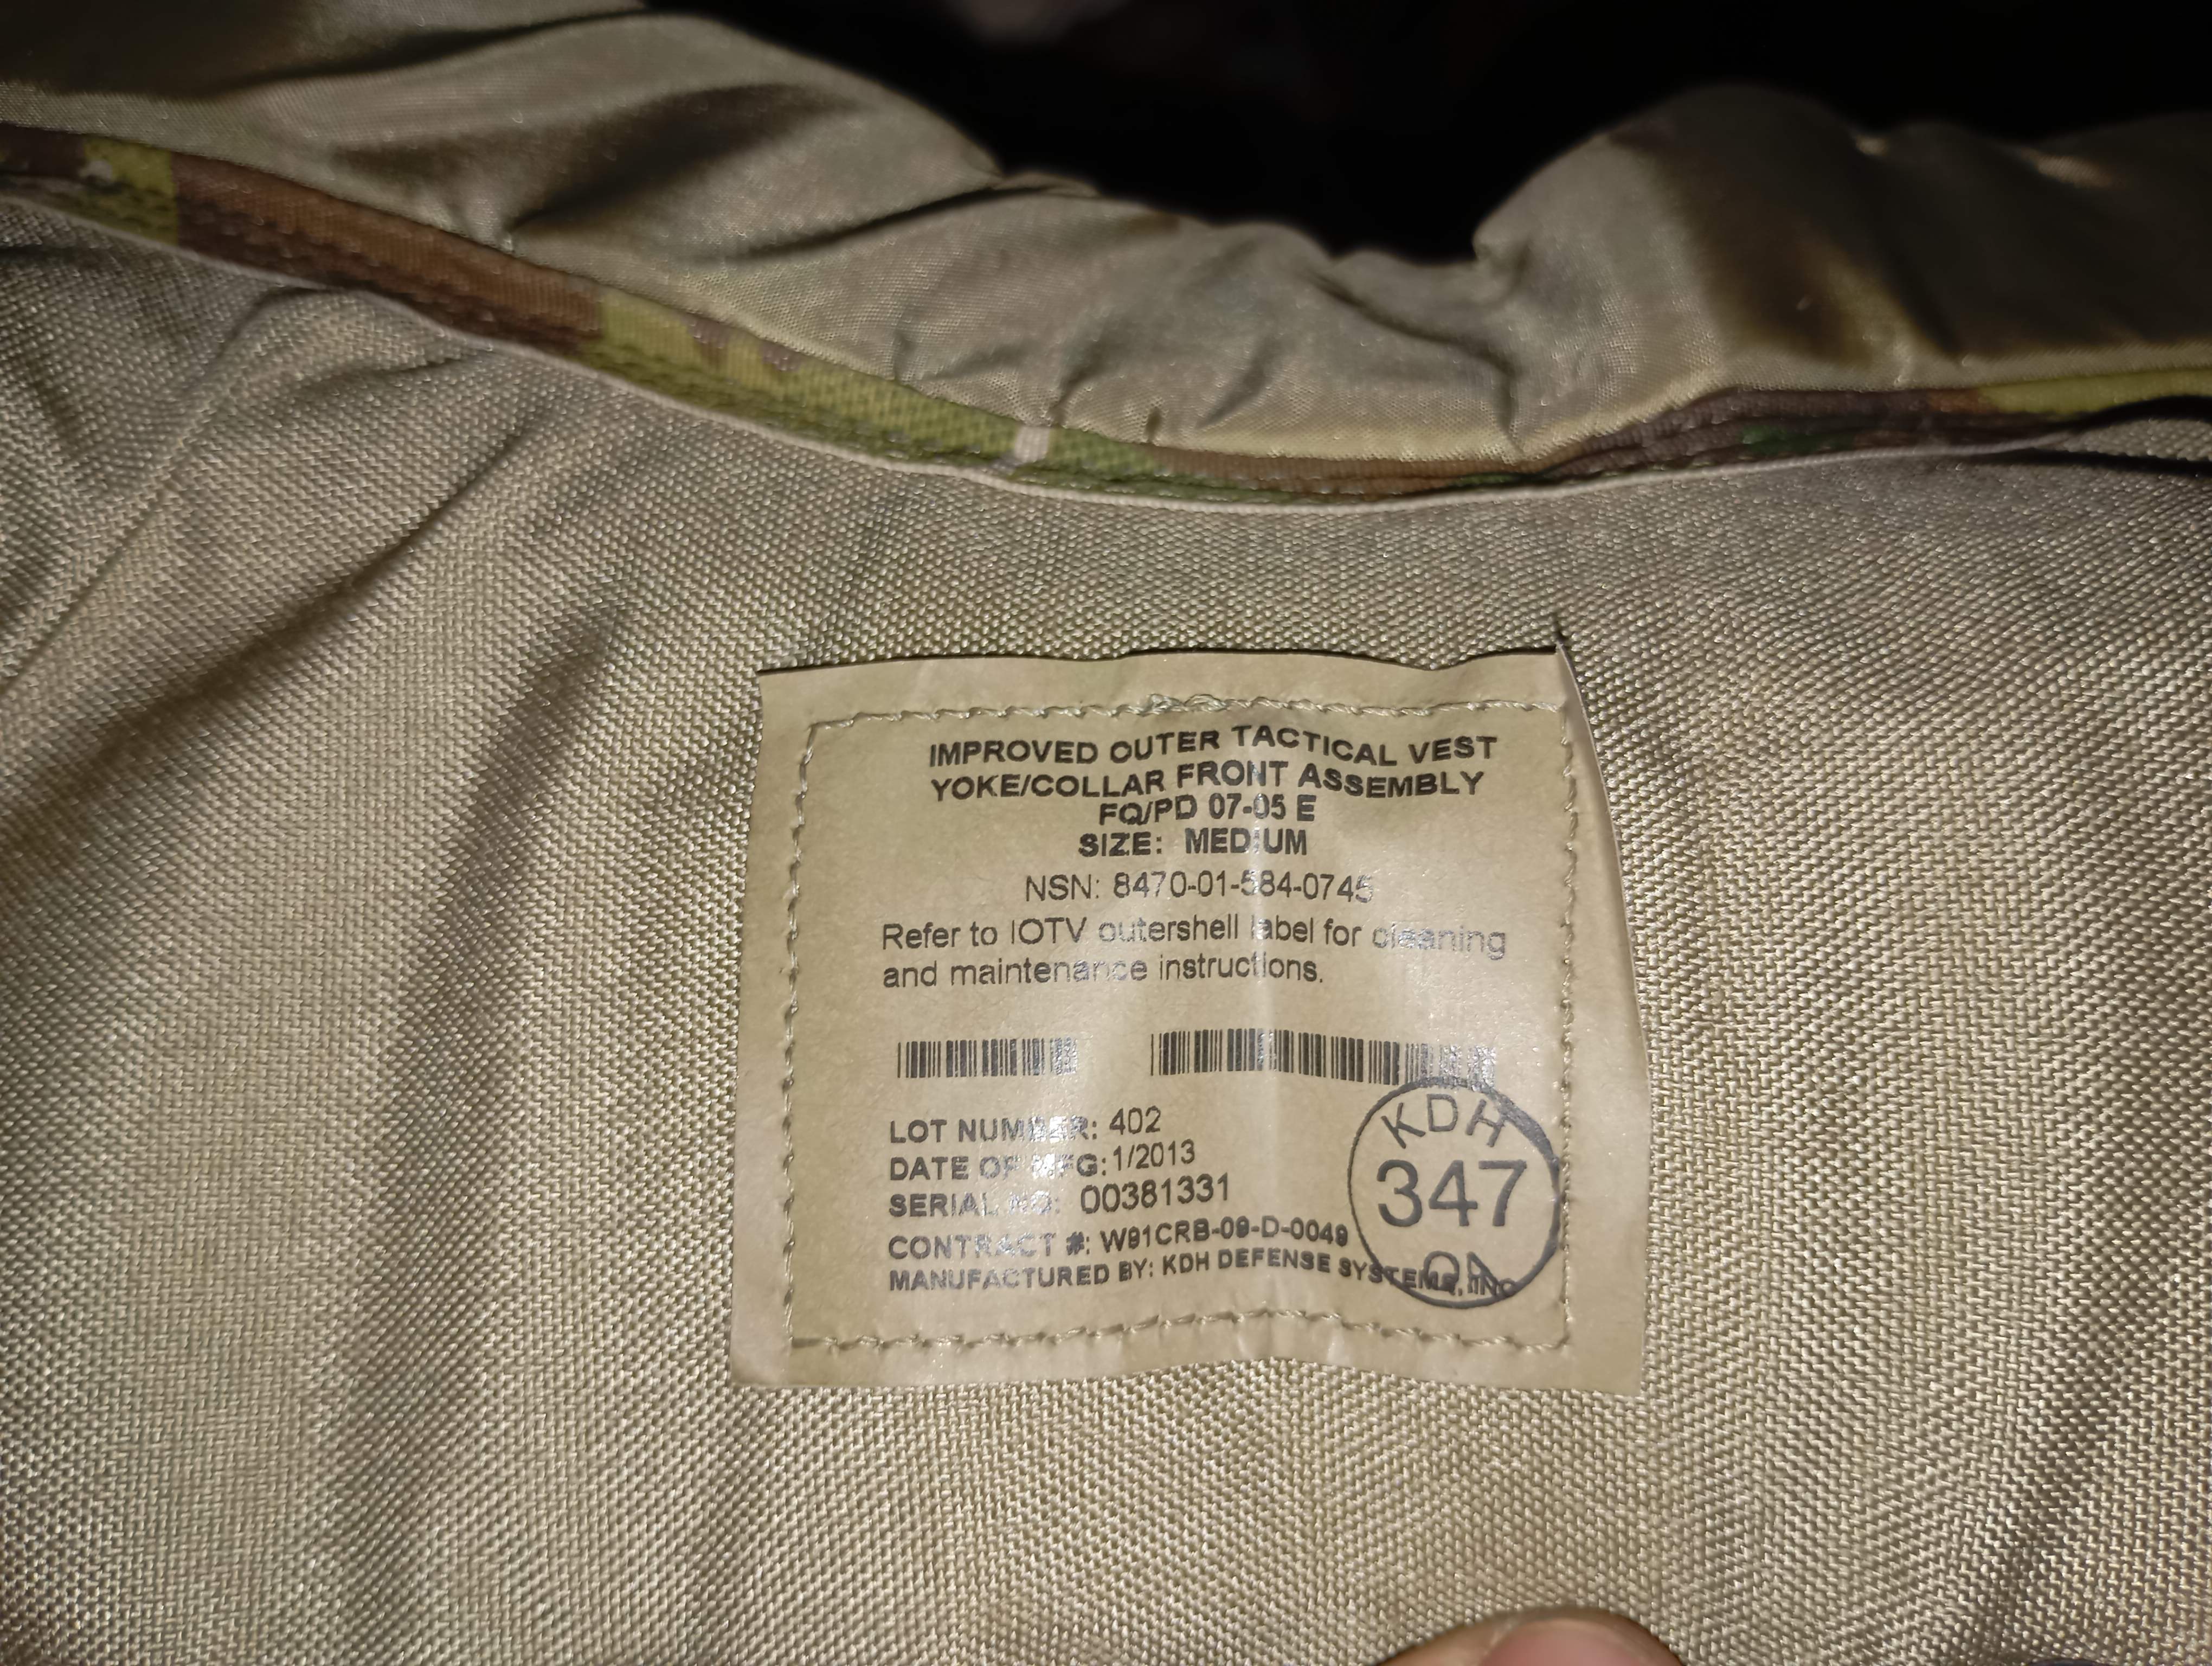 IMPROVED OUTER TACTICAL VEST
YOKE/COLLAR FRONT ASSEMBLY
FQ/PD 07-05 E
SIZE: MEDIUM
NSN: 8470-01-584-0745
Refer to IOTV outershell label for cleaning
and maintenance instructions.
LOT NUMBER: 402
DATE OF MFG: 1/2013
SERIAL NO: 00381331
CONTRACT #: W91CRB-09-D-0049
MANUFACTURED BY: KDH DEFENSE SYSTEMS, INC
KDH
347
QA